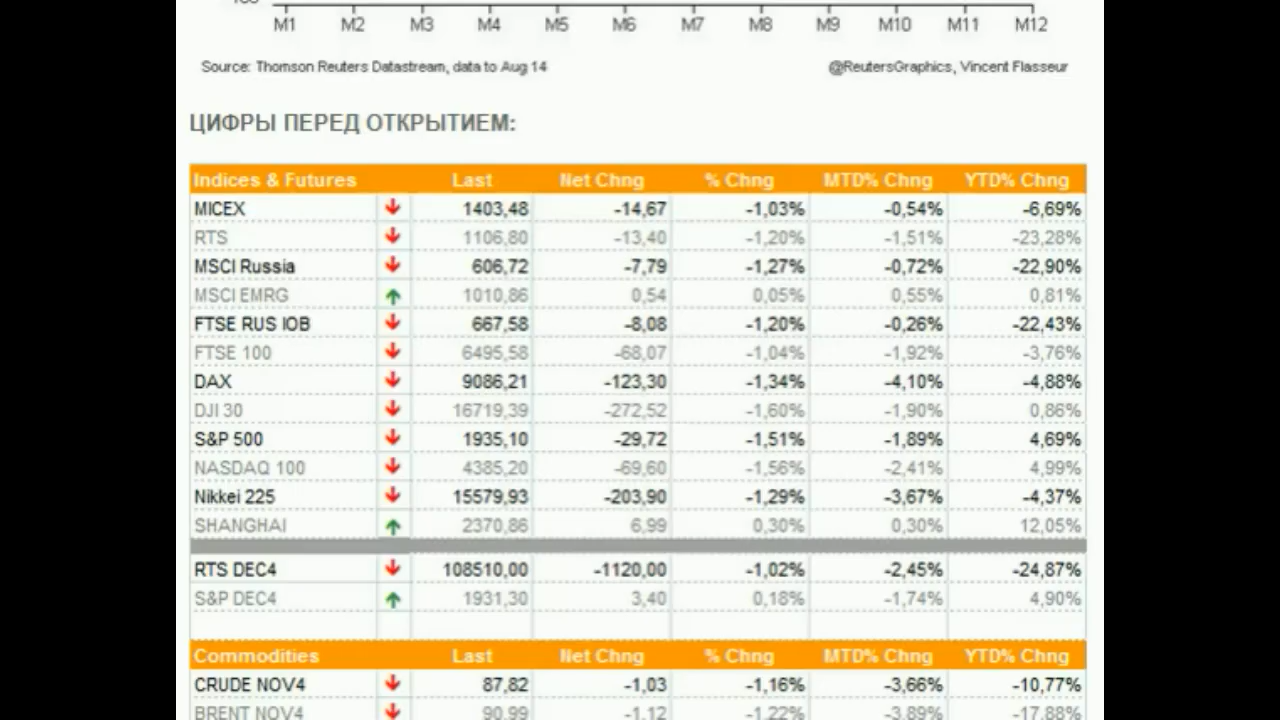 M1 M2 M3 M4 M5 M6 M7 M8 M9 M10 M11 M12
Source: Thomson Reuters Datastream, data to Aug 14 @ReutersGraphics, Vincent Flasseur
ЦИФРЫ ПЕРЕД ОТКРЫТИЕМ:
Indices & Futures Last Net Chng % Chng MTD% Chng YTD% Chng
MICEX 1403,48 -14,67 -1,03% -0,54% -6,69%
RTS 1106,80 -13,40 -1,20% -1,51% -23,28%
MSCI Russia 606,72 -7,79 -1,27% -0,72% -22,90%
MSCI EMRG 1010,86 0,54 0,05% 0,55% 0,81%
FTSE RUS IOB 667,58 -8,08 -1,20% -0,26% -22,43%
FTSE 100 6495,58 -68,07 -1,04% -1,92% -3,76%
DAX 9086,21 -123,30 -1,34% -4,10% -4,88%
DJI 30 16719,39 -272,52 -1,60% -1,90% 0,86%
S&P 500 1935,10 -29,72 -1,51% -1,89% 4,69%
NASDAQ 100 4385,20 -69,60 -1,56% -2,41% 4,99%
Nikkei 225 15579,93 -203,90 -1,29% -3,67% -4,37%
SHANGHAI 2370,86 6,99 0,30% 0,30% 12,05%
RTS DEC4 108510,00 -1120,00 -1,02% -2,45% -24,87%
S&P DEC4 1931,30 3,40 0,18% -1,74% 4,90%
Commodities Last Net Chng % Chng MTD% Chng YTD% Chng
CRUDE NOV4 87,82 -1,03 -1,16% -3,66% -10,77%
BRENT NOV4 90,99 -1,12 -1,22% -3,89% -17,88%